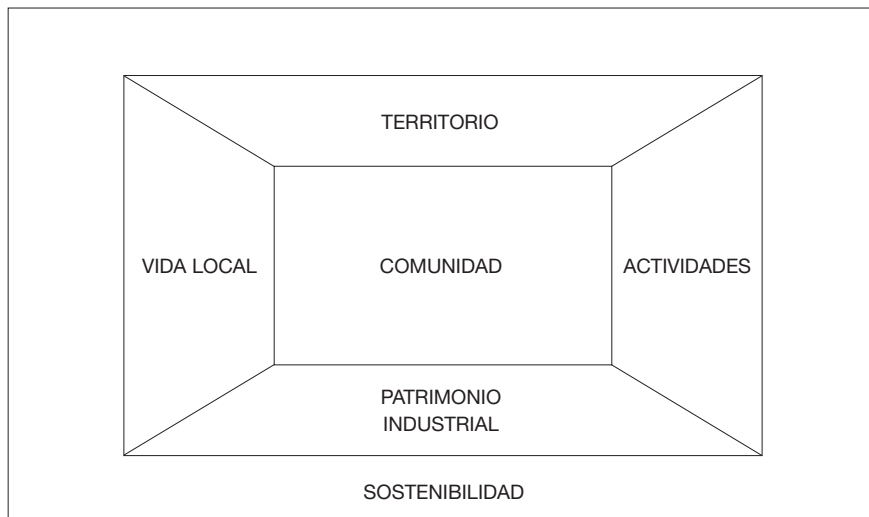 TERRITORIO
VIDA LOCAL
COMUNIDAD
ACTIVIDADES
PATRIMONIO
INDUSTRIAL
SOSTENIBILIDAD